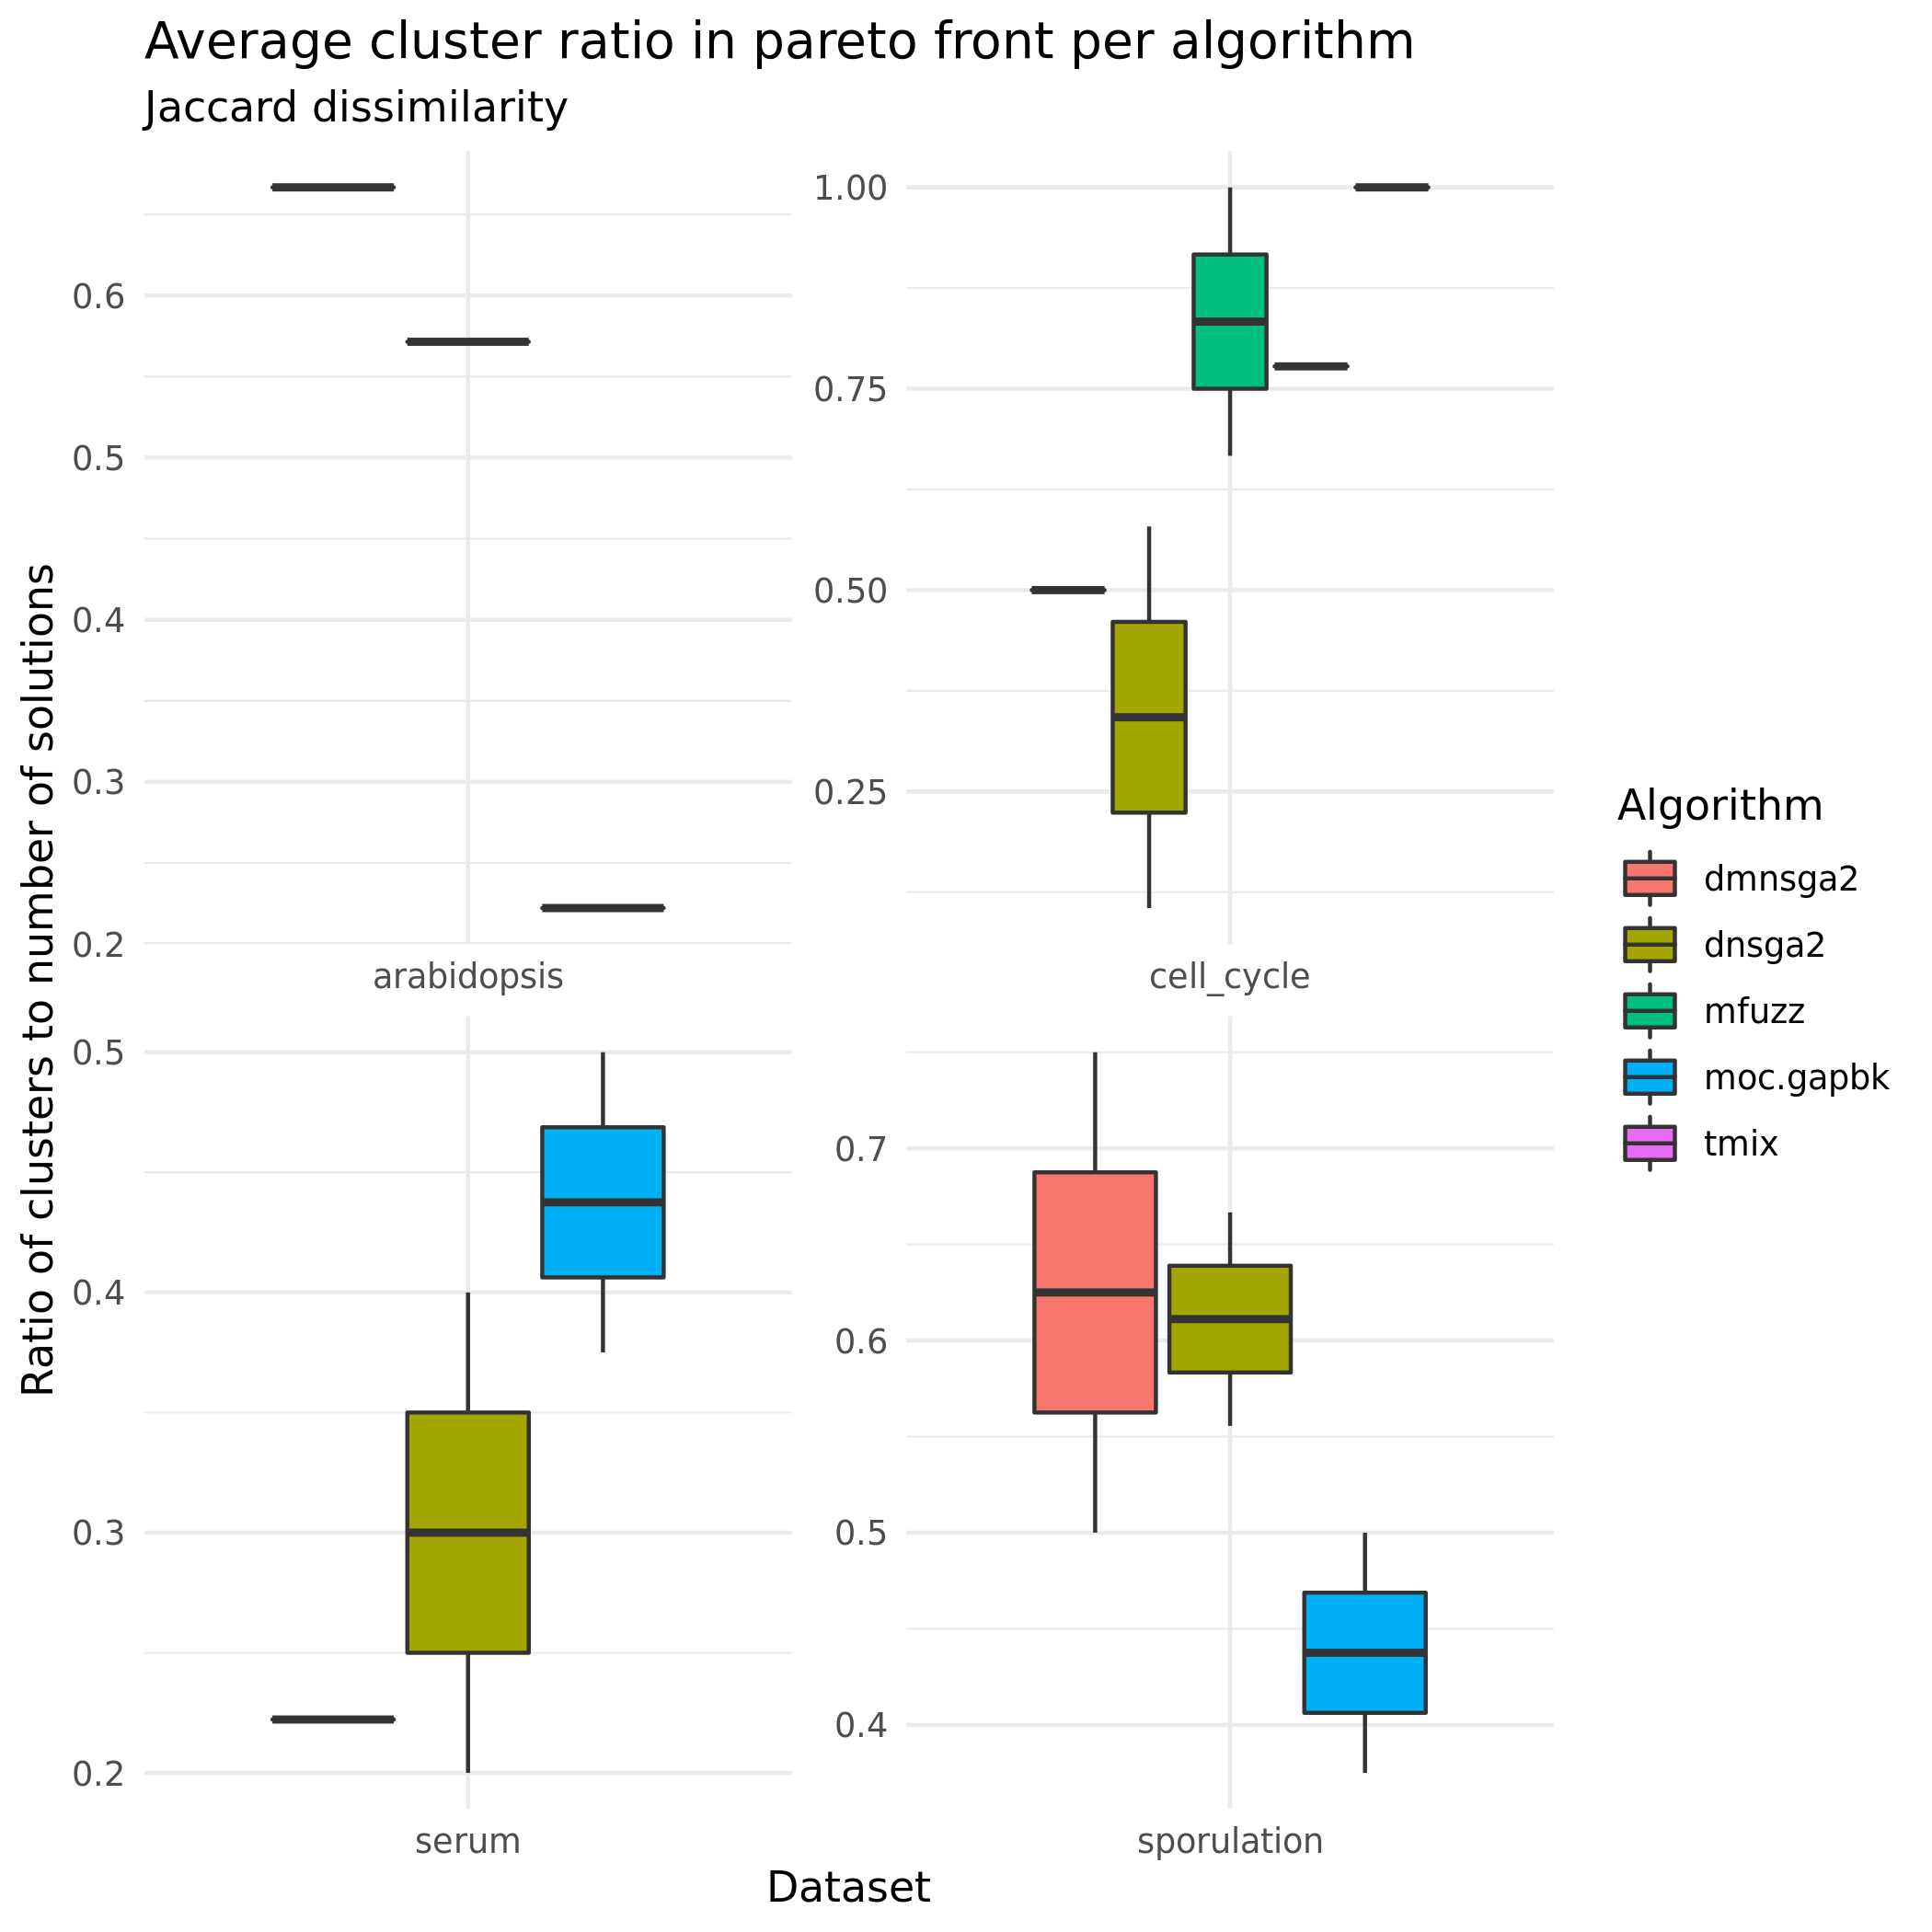 Average cluster ratio in pareto front per algorithm
Jaccard dissimilarity
Ratio of clusters to number of solutions
0.6
0.5
0.4
0.3
0.2
arabidopsis
1.00
0.75
0.50
0.25
cell_cycle
0.5
0.4
0.3
0.2
serum
0.7
0.6
0.5
0.4
sporulation
Dataset
Algorithm
dmnsga2
dnsga2
mfuzz
moc.gapbk
tmix